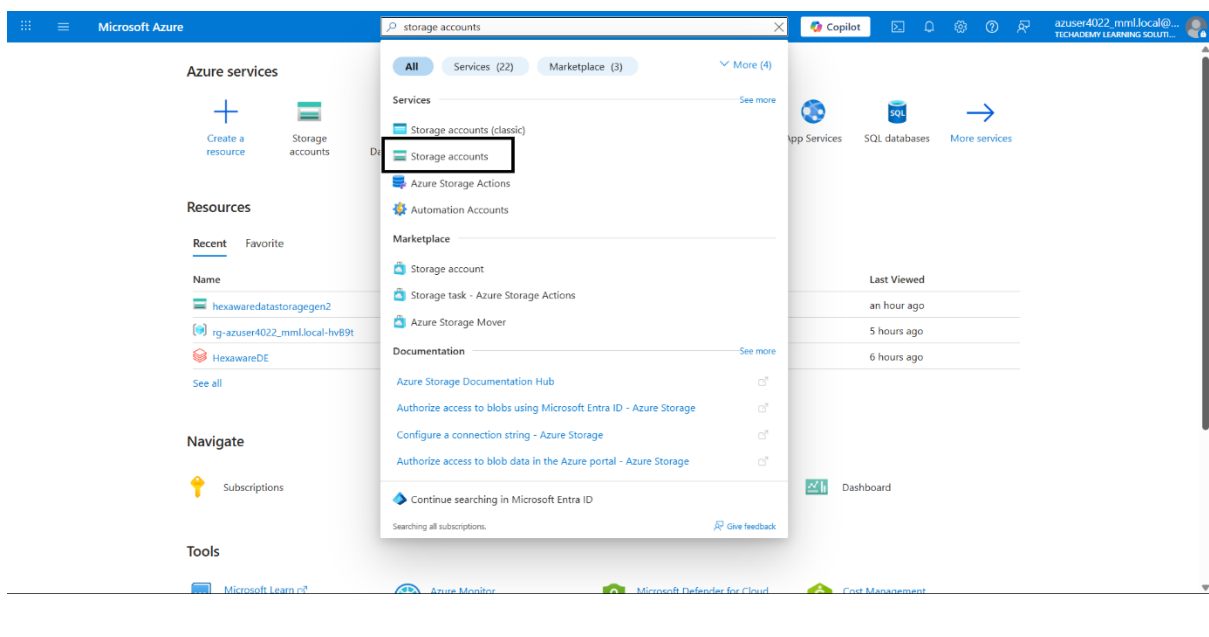 Microsoft Azure
storage accounts
Copilot
azuser4022_mml.local@...
TECHADEMY LEARNING SOLUTI...
Azure services
Create a
resource
Storage
accounts
App Services
SQL databases
More services
All
Services (22)
Marketplace (3)
More (4)
Services
See more
Storage accounts (classic)
Storage accounts
Azure Storage Actions
Automation Accounts
Marketplace
Storage account
Storage task - Azure Storage Actions
Azure Storage Mover
Documentation
See more
Azure Storage Documentation Hub
Authorize access to blobs using Microsoft Entra ID - Azure Storage
Configure a connection string - Azure Storage
Authorize access to blob data in the Azure portal - Azure Storage
Continue searching in Microsoft Entra ID
Searching all subscriptions.
Give feedback
Resources
Recent
Favorite
Name
Last Viewed
hexawaredatastoragegen2
an hour ago
rg-azuser4022_mml.local-hvB9t
5 hours ago
HexawareDE
6 hours ago
See all
Navigate
Subscriptions
Dashboard
Tools
Microsoft Learn
Azure Monitor
Microsoft Defender for Cloud
Cost Management